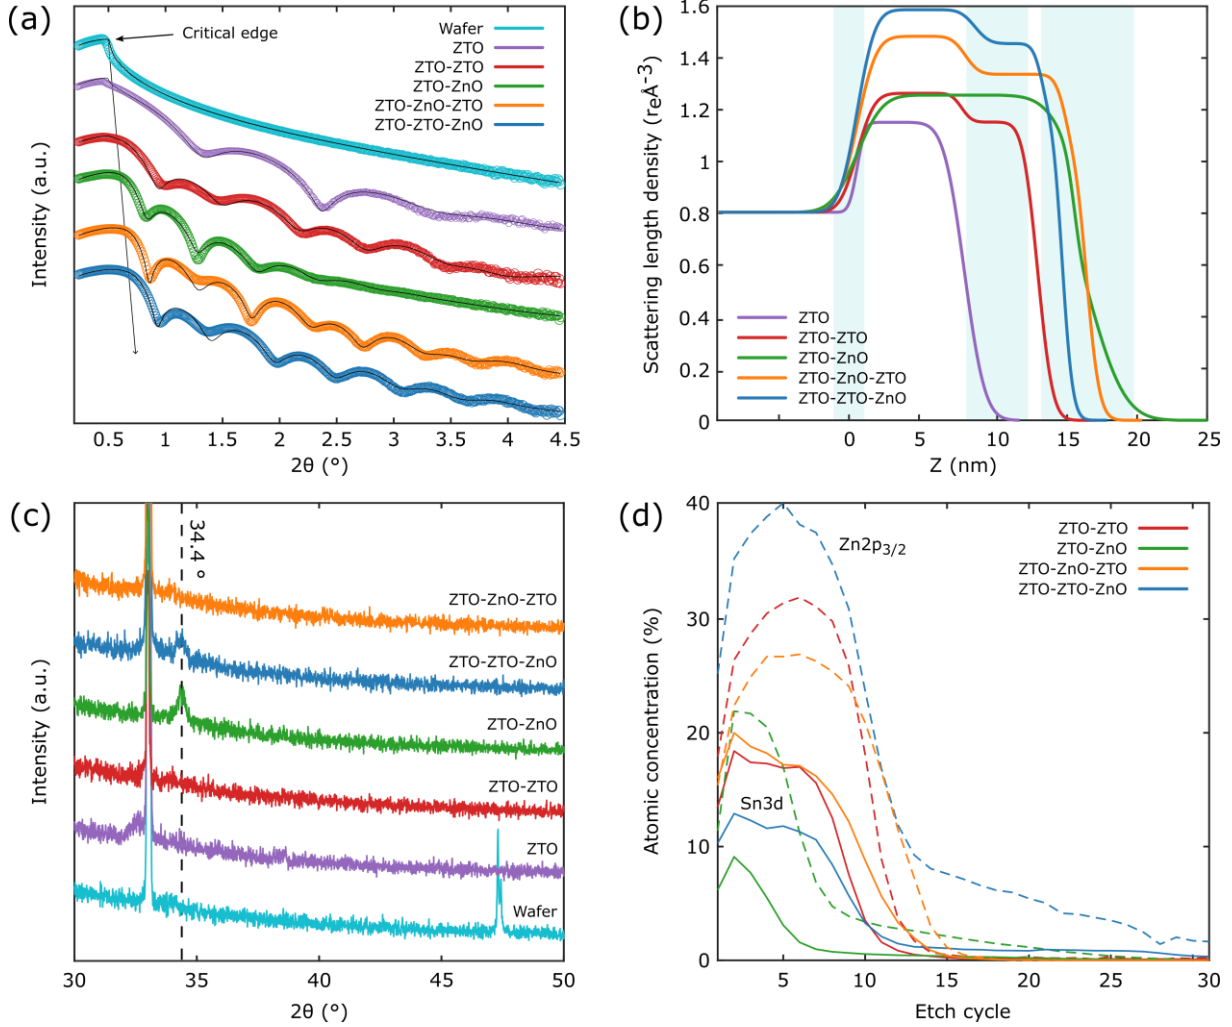 (a)
Critical edge
Wafer
ZTO
ZTO-ZTO
ZTO-ZnO
ZTO-ZnO-ZTO
ZTO-ZTO-ZnO
Intensity (a.u.)
0.5 1 1.5 2 2.5 3 3.5 4 4.5
2θ (°)
(b)
1.6
1.4
1.2
1
0.8
0.6
0.4
0.2
0
Scattering length density (rₑÅ-3)
ZTO
ZTO-ZTO
ZTO-ZnO
ZTO-ZnO-ZTO
ZTO-ZTO-ZnO
0 5 10 15 20 25
Z (nm)
(c)
34.4 °
ZTO-ZnO-ZTO
ZTO-ZTO-ZnO
ZTO-ZnO
ZTO-ZTO
ZTO
Wafer
Intensity (a.u.)
30 35 40 45 50
2θ (°)
(d)
40
30
20
10
0
Atomic concentration (%)
Zn2p3/2
Sn3d
ZTO-ZTO
ZTO-ZnO
ZTO-ZnO-ZTO
ZTO-ZTO-ZnO
5 10 15 20 25 30
Etch cycle